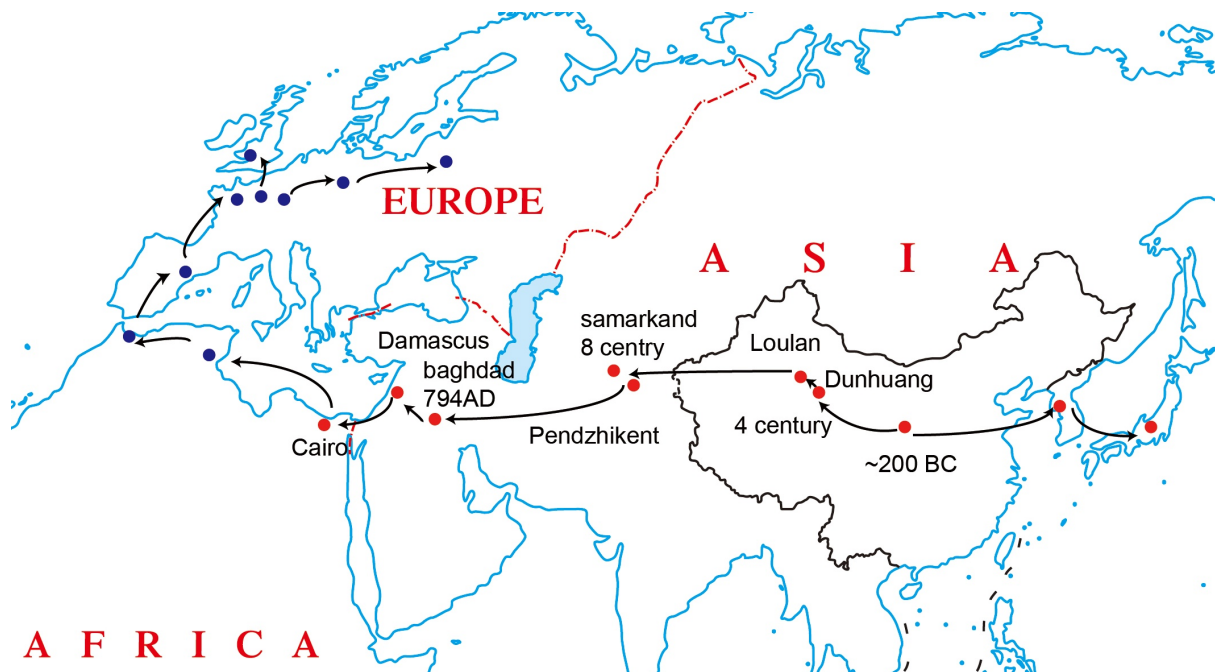 EUROPE
A S I A
samarkand
8 centry
Damascus
baghdad
794AD
Loulan
Dunhuang
4 century
Pendzhikent
Cairo
~200 BC
A F R I C A